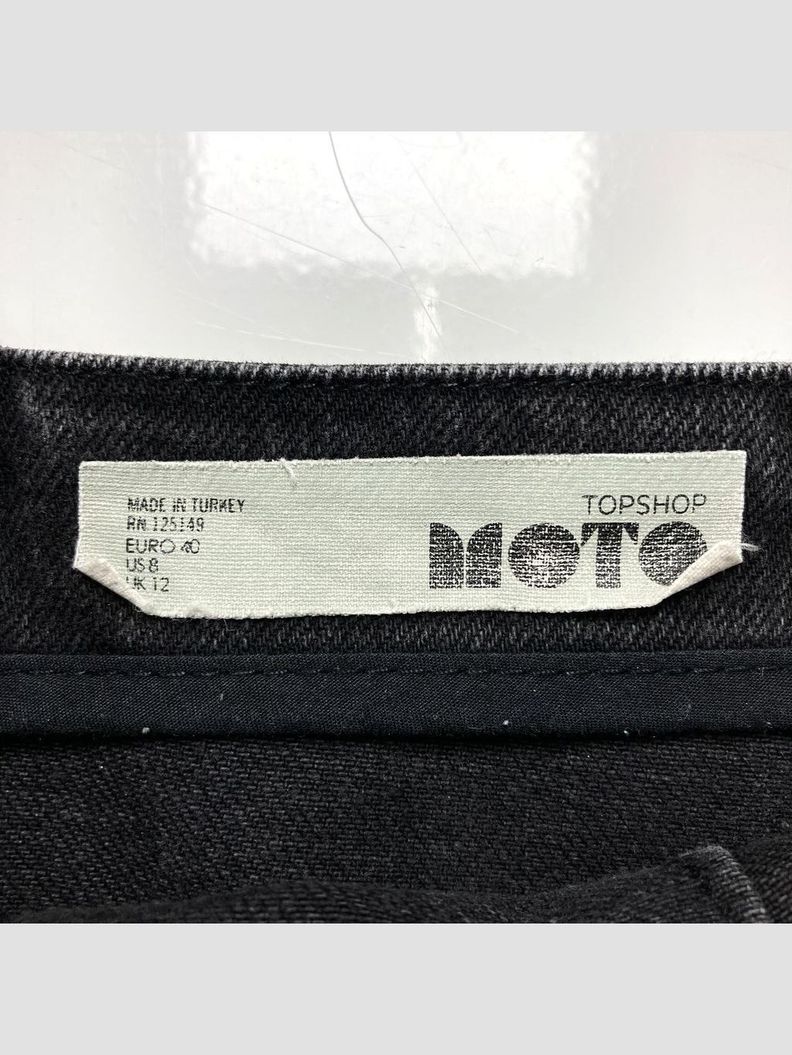 MADE IN TURKEY
RN 125149
EURO 40
US 8
UK 12
TOPSHOP
MOTO